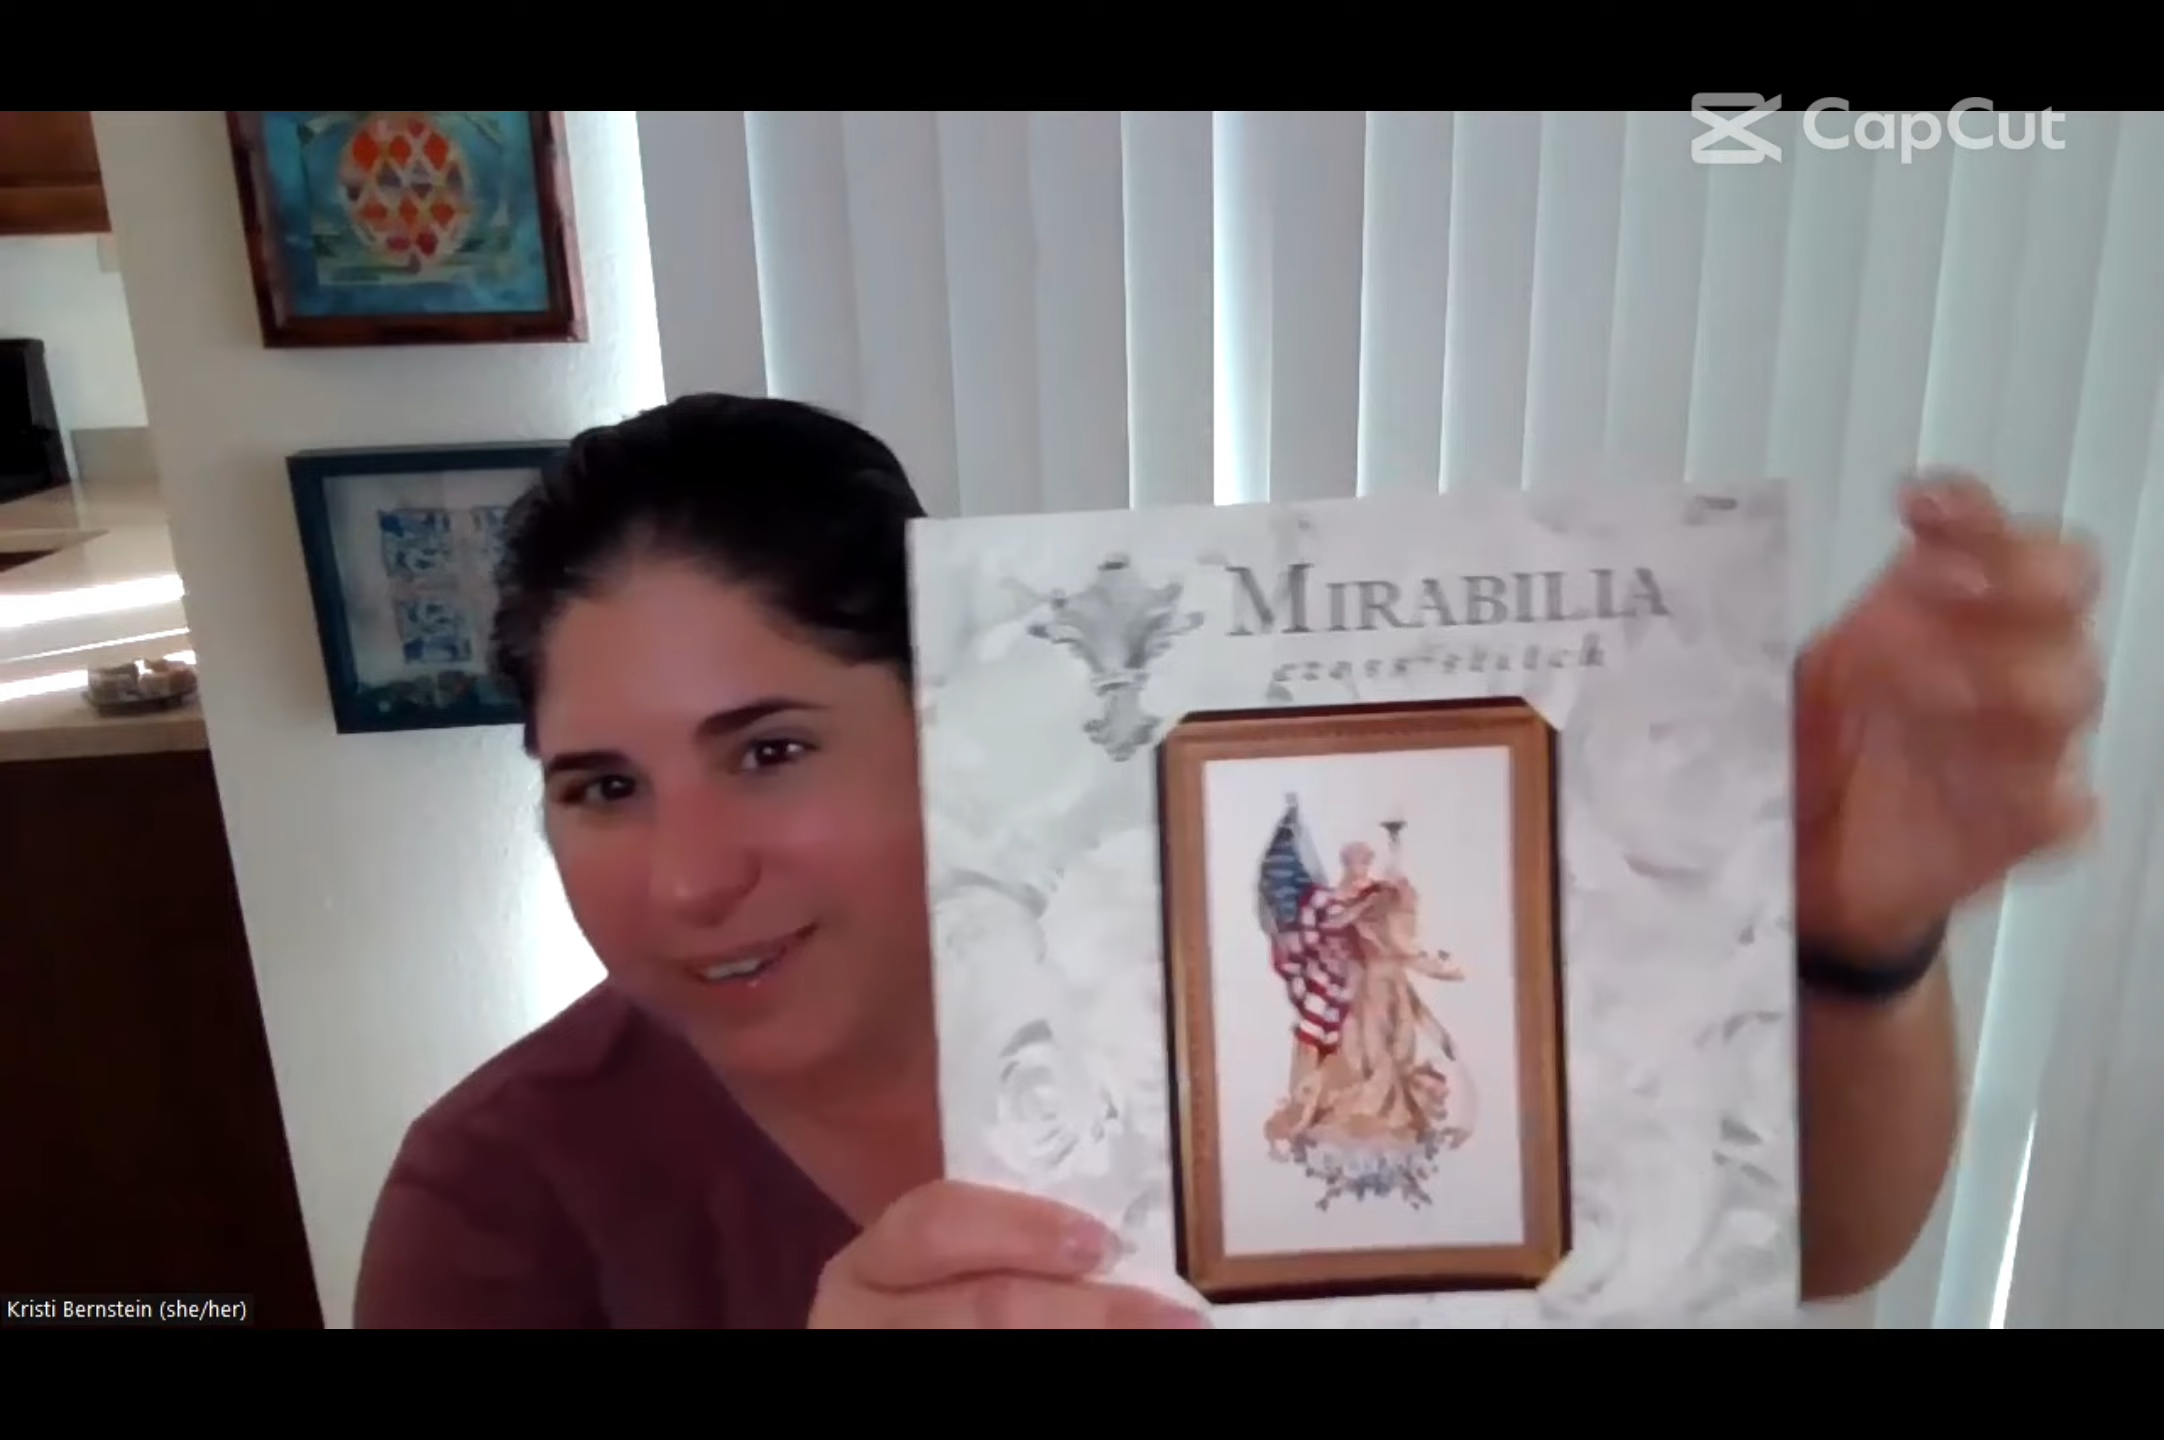 CapCut
MIRABILIA
cross•stitch
Kristi Bernstein (she/her)